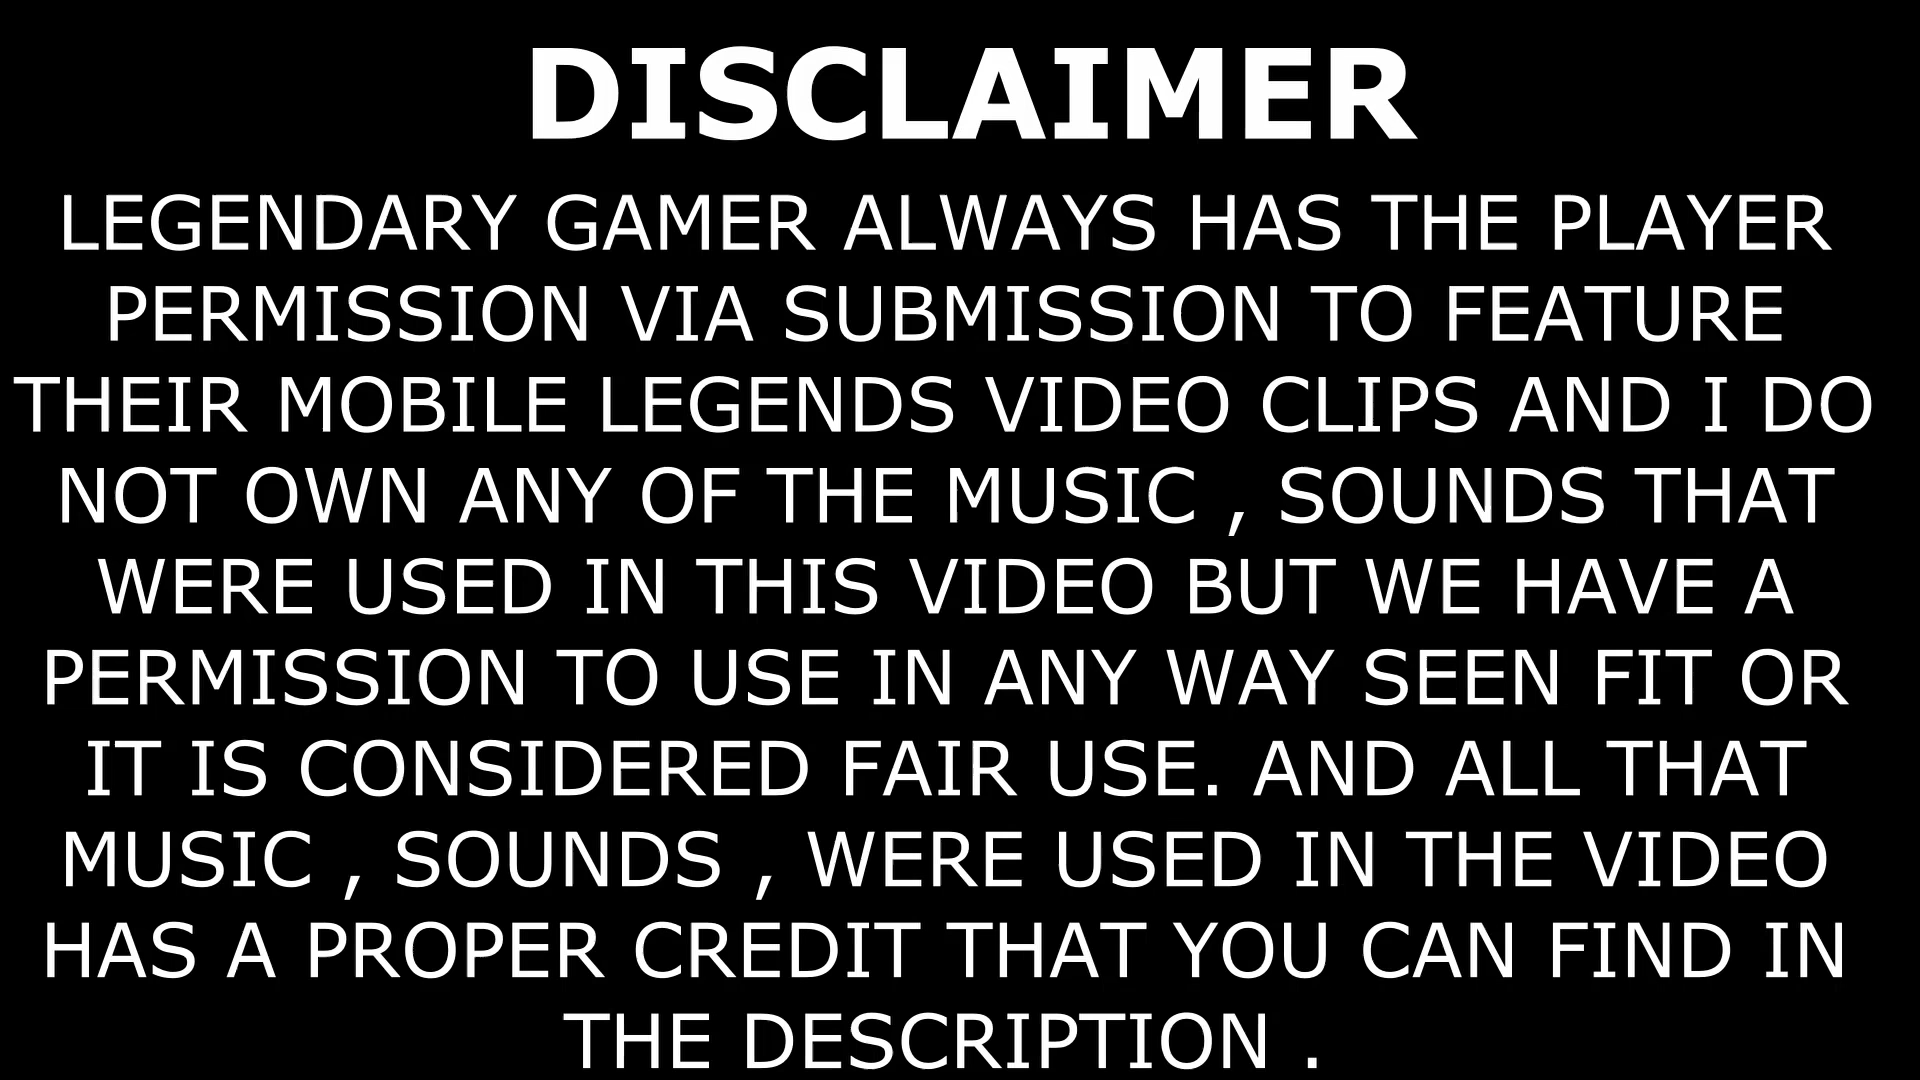 DISCLAIMER
LEGENDARY GAMER ALWAYS HAS THE PLAYER
PERMISSION VIA SUBMISSION TO FEATURE
THEIR MOBILE LEGENDS VIDEO CLIPS AND I DO
NOT OWN ANY OF THE MUSIC , SOUNDS THAT
WERE USED IN THIS VIDEO BUT WE HAVE A
PERMISSION TO USE IN ANY WAY SEEN FIT OR
IT IS CONSIDERED FAIR USE. AND ALL THAT
MUSIC , SOUNDS , WERE USED IN THE VIDEO
HAS A PROPER CREDIT THAT YOU CAN FIND IN
THE DESCRIPTION .